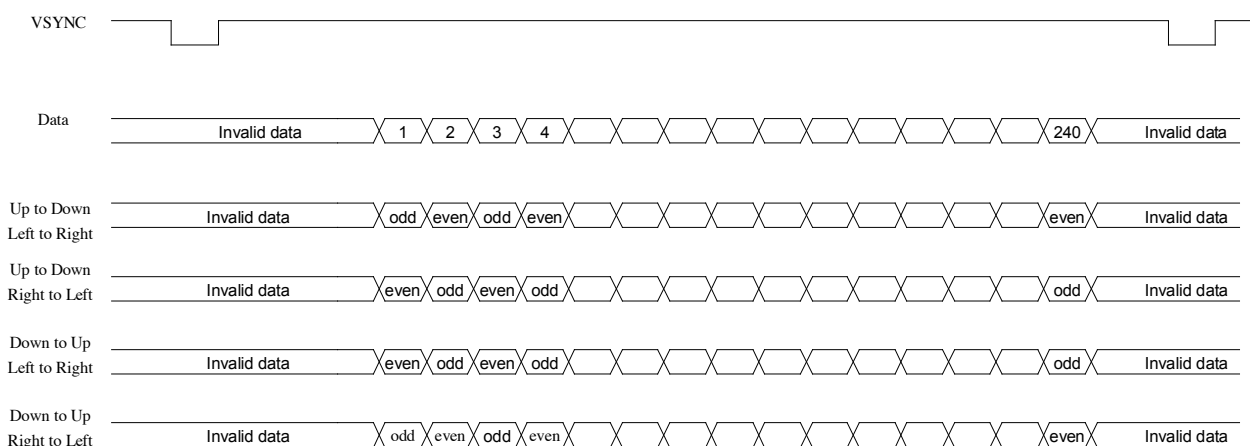 VSYNC
Data Invalid data 1 2 3 4 240 Invalid data
Up to Down
Left to Right Invalid data odd even odd even even Invalid data
Up to Down
Right to Left Invalid data even odd even odd odd Invalid data
Down to Up
Left to Right Invalid data even odd even odd odd Invalid data
Down to Up
Right to Left Invalid data odd even odd even even Invalid data